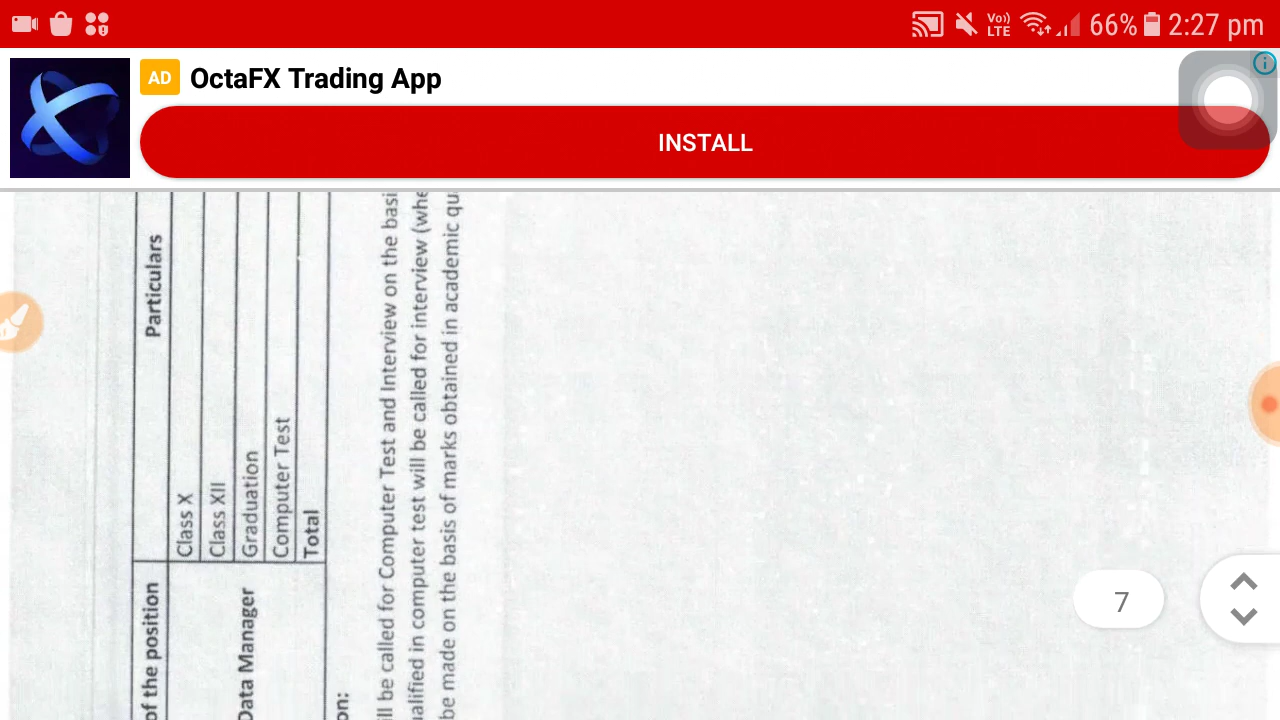 Vo))
LTE
66%
2:27 pm
AD
OctaFX Trading App
INSTALL
of the position
Particulars
Data Manager
Class X
Class XII
Graduation
Computer Test
Total
on:
ll be called for Computer Test and Interview on the basi
alified in computer test will be called for interview (whe
be made on the basis of marks obtained in academic qu
7